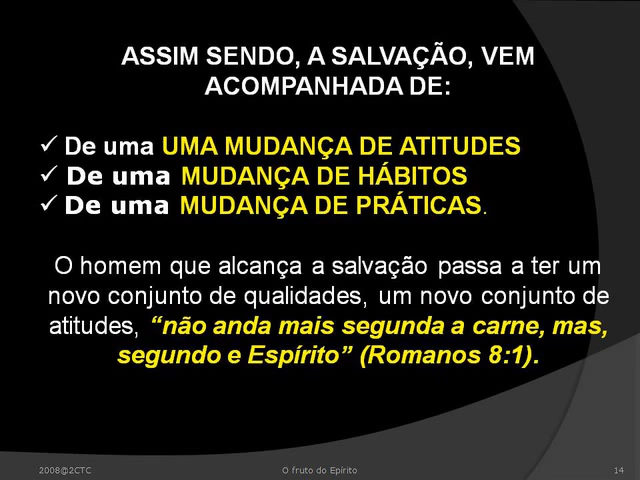 ASSIM SENDO, A SALVAÇÃO, VEM
ACOMPANHADA DE:
✓ De uma UMA MUDANÇA DE ATITUDES
✓ De uma MUDANÇA DE HÁBITOS
✓ De uma MUDANÇA DE PRÁTICAS.
O homem que alcança a salvação passa a ter um
novo conjunto de qualidades, um novo conjunto de
atitudes, “não anda mais segunda a carne, mas,
segundo e Espírito” (Romanos 8:1).
2008@2CTC O fruto do Epírito 14